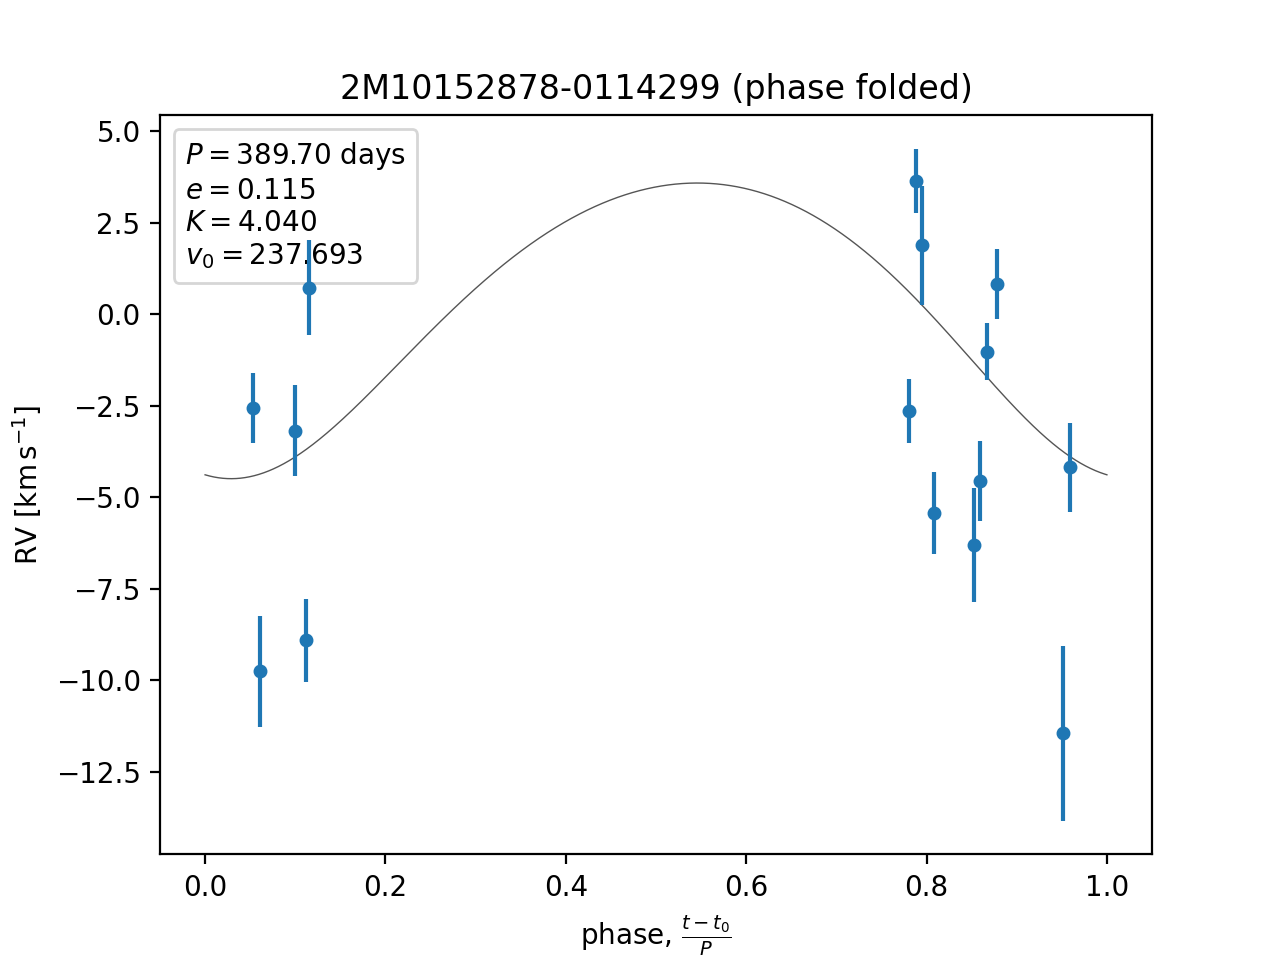 2M10152878-0114299 (phase folded)
P = 389.70 days
e = 0.115
K = 4.040
v₀ = 237.693
5.0
2.5
0.0
−2.5
−5.0
−7.5
−10.0
−12.5
RV [km s⁻¹]
0.0 0.2 0.4 0.6 0.8 1.0
phase, (t − t₀)/P